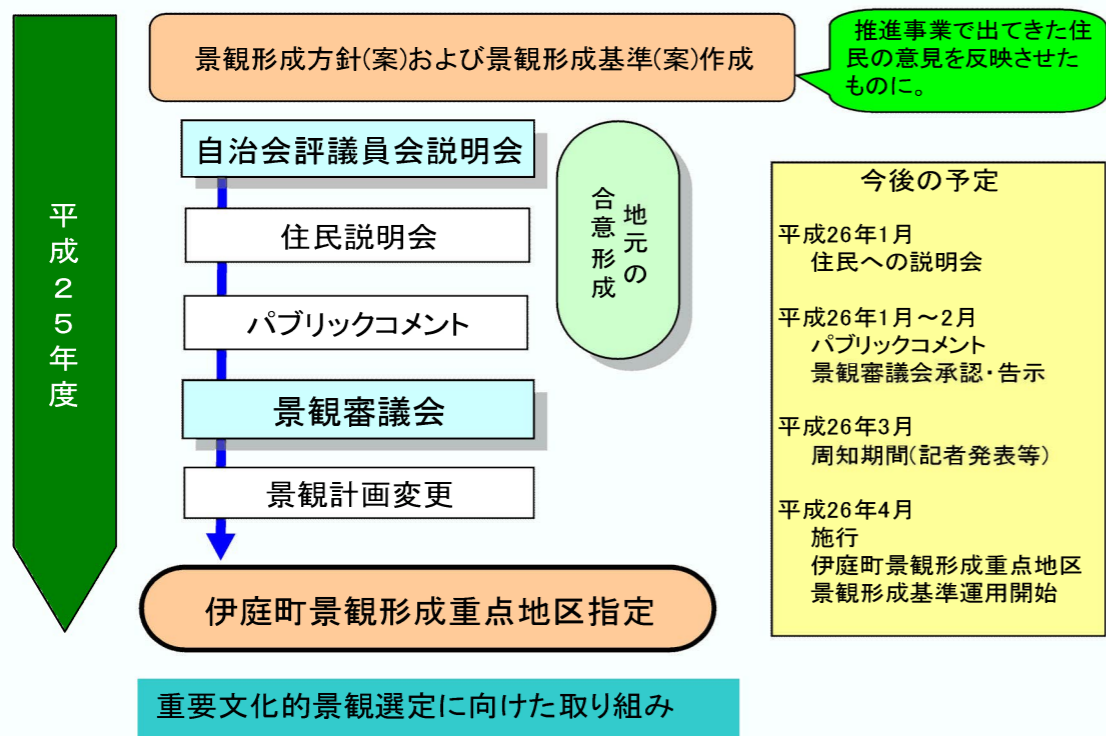 平成25年度
景観形成方針(案)および景観形成基準(案)作成
推進事業で出てきた住
民の意見を反映させた
ものに。
自治会評議員会説明会
住民説明会
パブリックコメント
景観審議会
景観計画変更
地元の
合意形成
伊庭町景観形成重点地区指定
重要文化的景観選定に向けた取り組み
今後の予定
平成26年1月
住民への説明会
平成26年1月～2月
パブリックコメント
景観審議会承認・告示
平成26年3月
周知期間(記者発表等)
平成26年4月
施行
伊庭町景観形成重点地区
景観形成基準運用開始